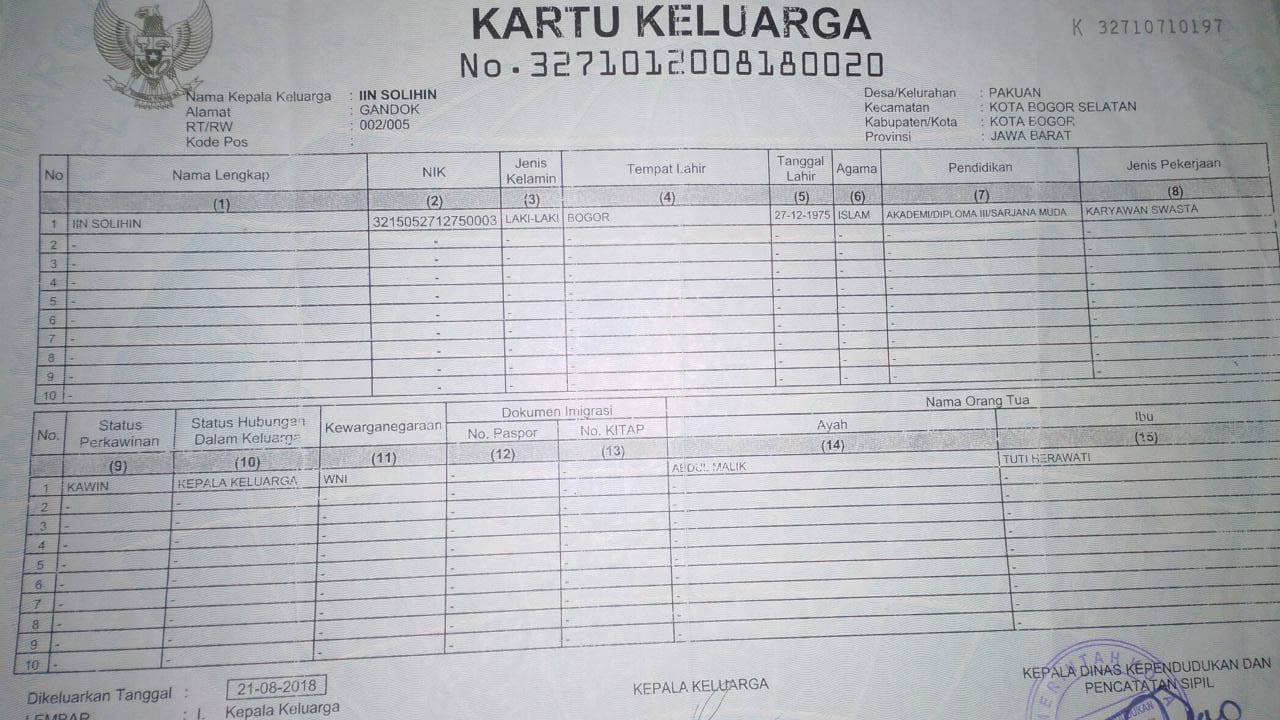 KARTU KELUARGA
K 32710710197
No. 3271012008180020
Nama Kepala Keluarga : IIN SOLIHIN
Alamat : GANDOK
RT/RW : 002/005
Kode Pos :
Desa/Kelurahan : PAKUAN
Kecamatan : KOTA BOGOR SELATAN
Kabupaten/Kota : KOTA BOGOR
Provinsi : JAWA BARAT
No Nama Lengkap NIK Jenis Kelamin Tempat Lahir Tanggal Lahir Agama Pendidikan Jenis Pekerjaan
(1) (2) (3) (4) (5) (6) (7) (8)
1 IIN SOLIHIN 3215052712750003 LAKI-LAKI BOGOR 27-12-1975 ISLAM AKADEMI/DIPLOMA III/SARJANA MUDA KARYAWAN SWASTA
2 - - - - - - - -
3 - - - - - - - -
4 - - - - - - - -
5 - - - - - - - -
6 - - - - - - - -
7 - - - - - - - -
8 - - - - - - - -
9 - - - - - - - -
10 -
No. Status Perkawinan Status Hubungan Dalam Keluarga Kewarganegaraan Dokumen Imigrasi Nama Orang Tua
No. Paspor No. KITAP Ayah Ibu
(9) (10) (11) (12) (13) (14) (15)
1 KAWIN KEPALA KELUARGA WNI - - ABDUL MALIK TUTI HERAWATI
2 - - - - - - -
3 - - - - - - -
4 - - - - - - -
5 - - - - - - -
6 - - - - - - -
7 - - - - - - -
8 - - - - - - -
9 - - - - - - -
10 -
Dikeluarkan Tanggal : 21-08-2018
LEMBAR : I. Kepala Keluarga
KEPALA KELUARGA
KEPALA DINAS KEPENDUDUKAN DAN
PENCATATAN SIPIL